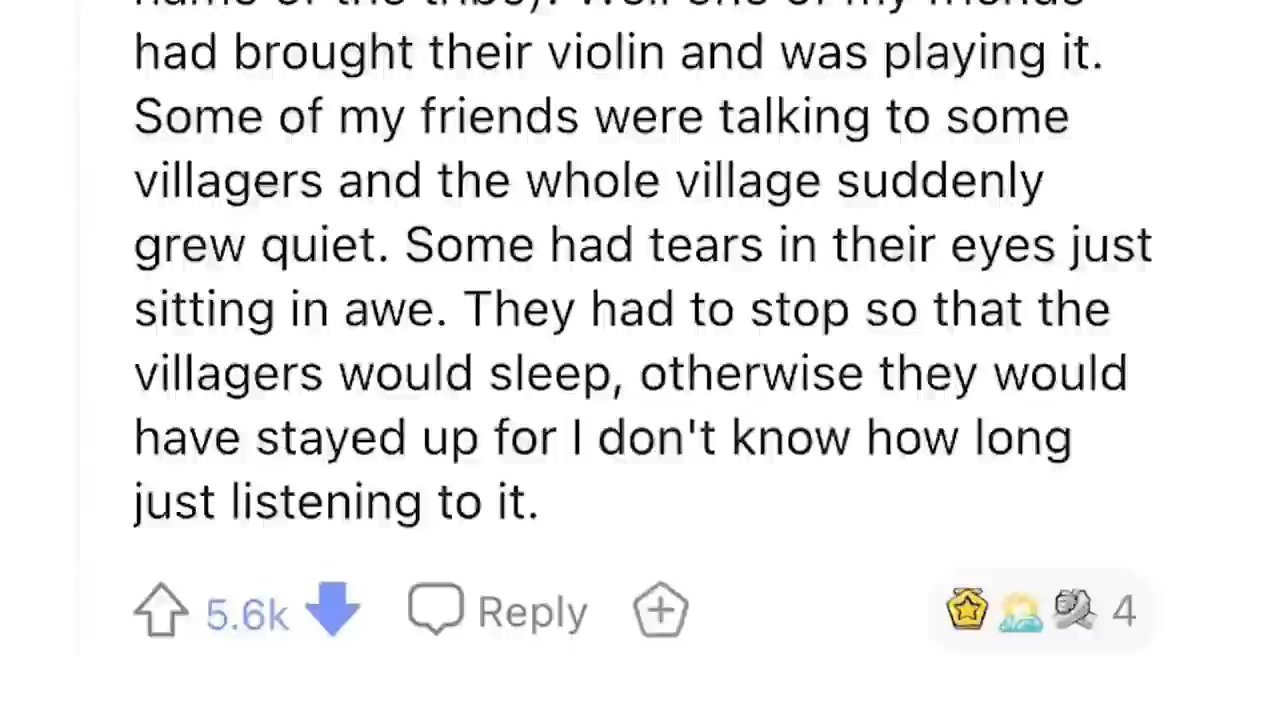 had brought their violin and was playing it.
Some of my friends were talking to some
villagers and the whole village suddenly
grew quiet. Some had tears in their eyes just
sitting in awe. They had to stop so that the
villagers would sleep, otherwise they would
have stayed up for I don't know how long
just listening to it.
5.6k Reply 4